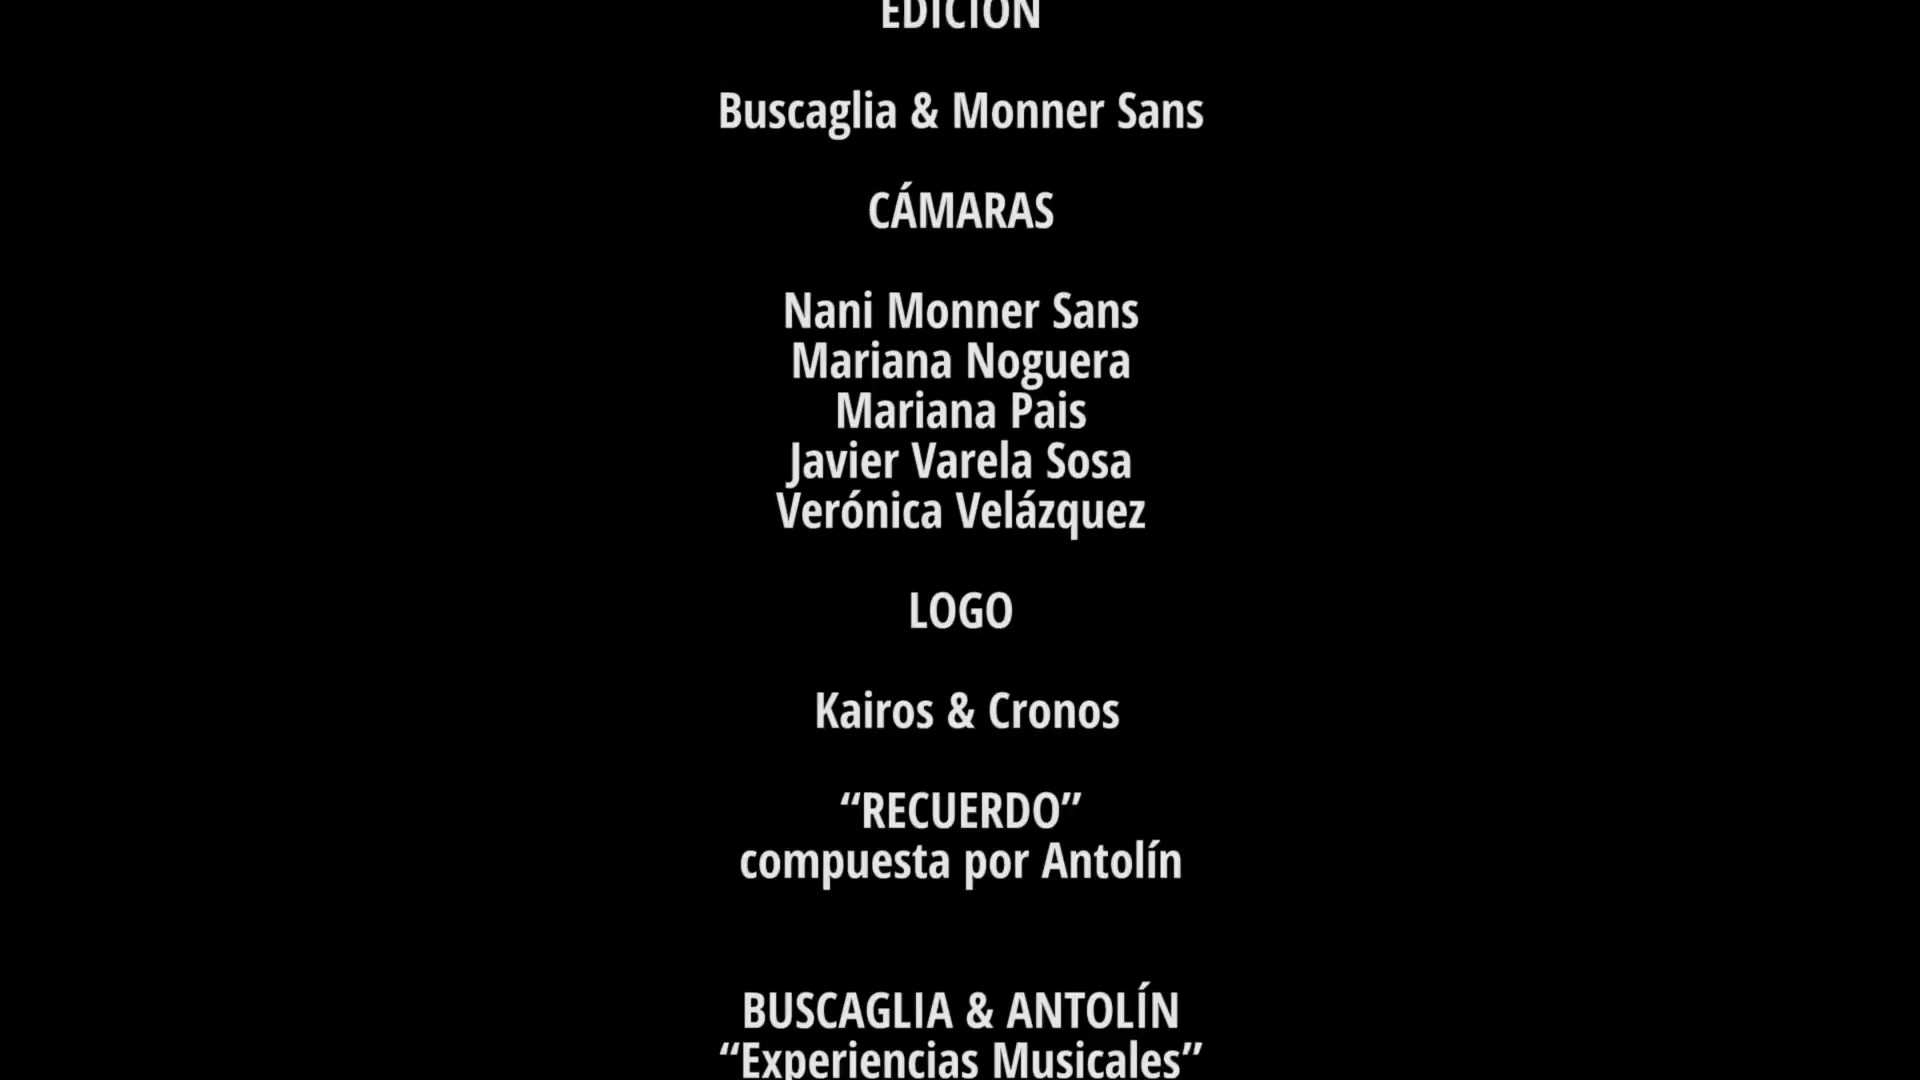 EDICIÓN
Buscaglia & Monner Sans
CÁMARAS
Nani Monner Sans
Mariana Noguera
Mariana Pais
Javier Varela Sosa
Verónica Velázquez
LOGO
Kairos & Cronos
“RECUERDO”
compuesta por Antolín
BUSCAGLIA & ANTOLÍN
“Experiencias Musicales”